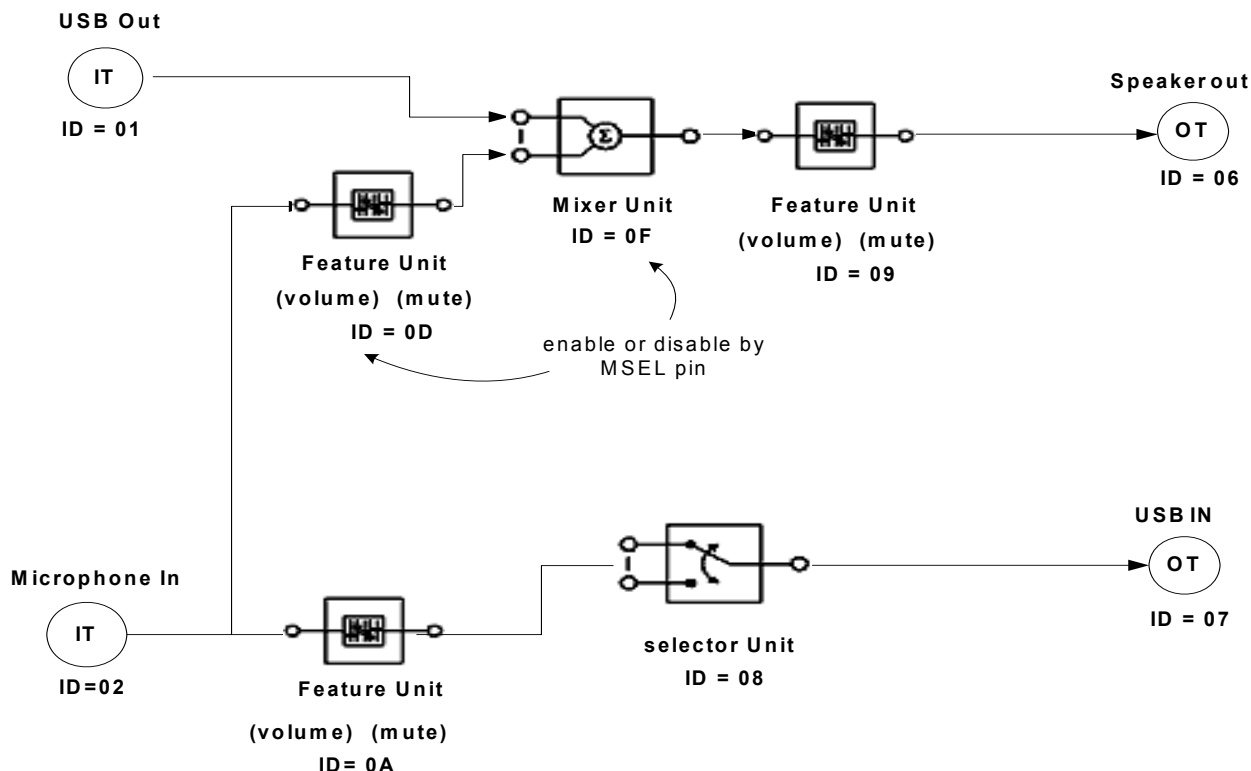 USB Out
IT
ID = 01
Σ
Mixer Unit
ID = 0F
Feature Unit
(volume) (mute)
ID = 09
Speakerout
OT
ID = 06
Feature Unit
(volume) (mute)
ID = 0D
enable or disable by
MSEL pin
Microphone In
IT
ID=02
Feature Unit
(volume) (mute)
ID= 0A
selector Unit
ID = 08
USB IN
OT
ID = 07